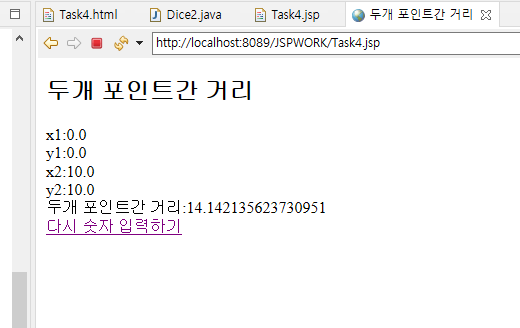 Task4.html Dice2.java Task4.jsp 두개 포인트간 거리
http://localhost:8089/JSPWORK/Task4.jsp
두개 포인트간 거리
x1:0.0
y1:0.0
x2:10.0
y2:10.0
두개 포인트간 거리:14.142135623730951
다시 숫자 입력하기